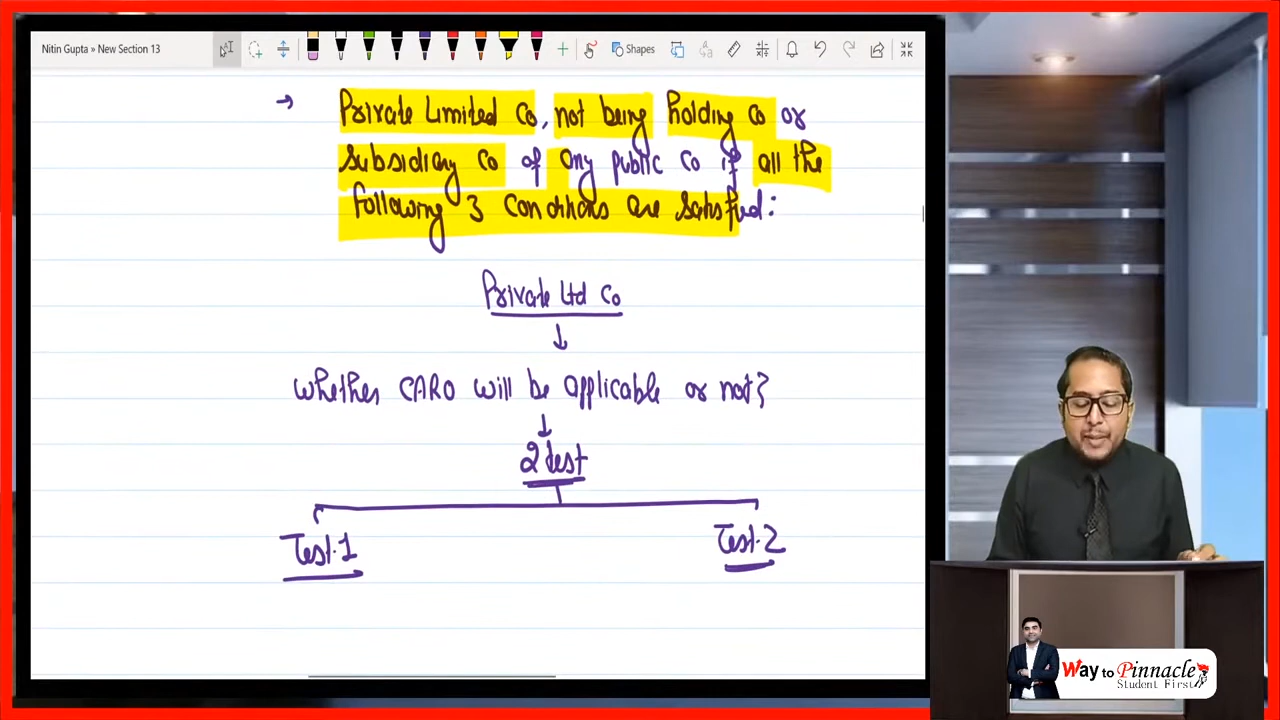 Nitin Gupta » New Section 13
Shapes
→ Private Limited Co, not being holding Co or
subsidiary Co of any public Co if all the
following 3 conditions are satisfied:
Private Ltd Co
↓
Whether CARO will be applicable or not?
↓
2 test
Test.1 Test.2
Way to Pinnacle
Student First